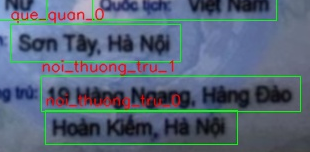 Nữ Quốc tịch: Việt Nam
que_quan_0
Sơn Tây, Hà Nội
noi_thuong_tru_1
trú: 19 Hàng Ngang, Hàng Đào
noi_thuong_tru_0
Hoàn Kiếm, Hà Nội